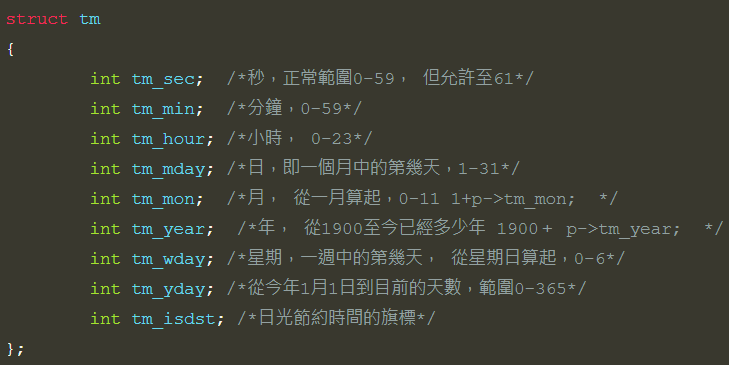 struct tm
{
int tm_sec; /*秒，正常範圍0-59， 但允許至61*/
int tm_min; /*分鐘，0-59*/
int tm_hour; /*小時， 0-23*/
int tm_mday; /*日，即一個月中的第幾天，1-31*/
int tm_mon; /*月， 從一月算起，0-11 1+p->tm_mon; */
int tm_year; /*年， 從1900至今已經多少年 1900＋ p->tm_year; */
int tm_wday; /*星期，一週中的第幾天， 從星期日算起，0-6*/
int tm_yday; /*從今年1月1日到目前的天數，範圍0-365*/
int tm_isdst; /*日光節約時間的旗標*/
};